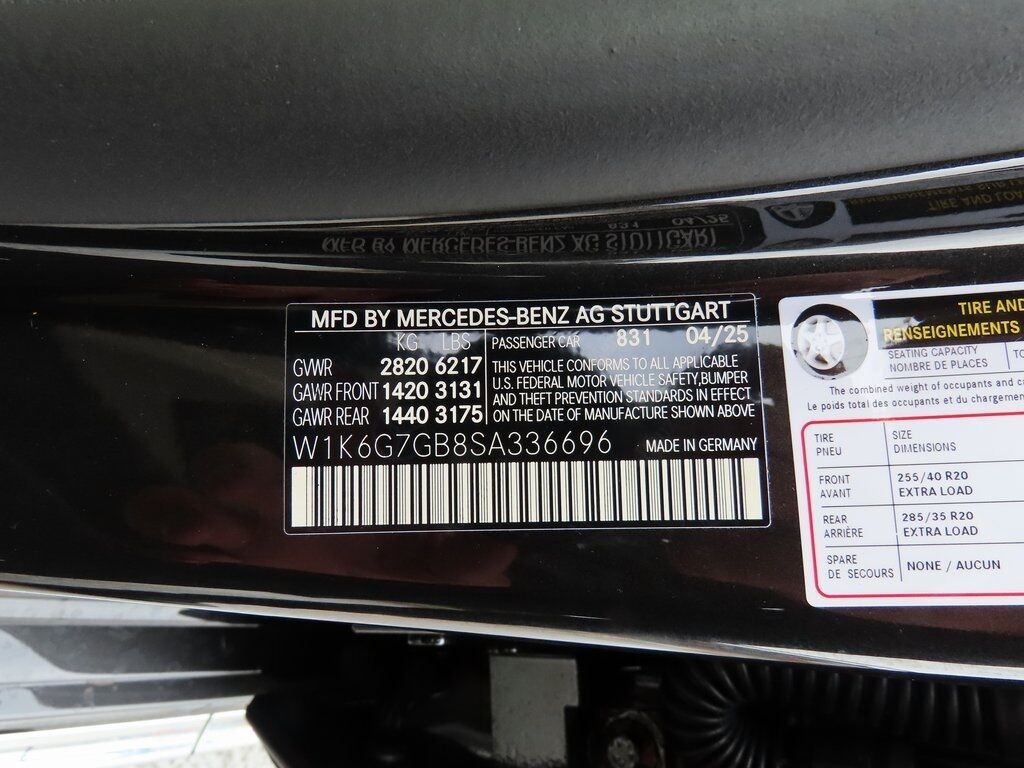 MFD BY MERCEDES-BENZ AG STUTTGART
KG LBS
GVWR 2820 6217
GAWR FRONT 1420 3131
GAWR REAR 1440 3175
PASSENGER CAR 831 04/25
THIS VEHICLE CONFORMS TO ALL APPLICABLE
U.S. FEDERAL MOTOR VEHICLE SAFETY,BUMPER
AND THEFT PREVENTION STANDARDS IN EFFECT
ON THE DATE OF MANUFACTURE SHOWN ABOVE
W1K6G7GB8SA336696 MADE IN GERMANY
TIRE AND
RENSEIGNEMENTS
SEATING CAPACITY
NOMBRE DE PLACES
The combined weight of occupants and
Le poids total des occupants et du
TIRE SIZE
PNEU DIMENSIONS
FRONT 255/40 R20
AVANT EXTRA LOAD
REAR 285/35 R20
ARRIÈRE EXTRA LOAD
SPARE NONE / AUCUN
DE SECOURS